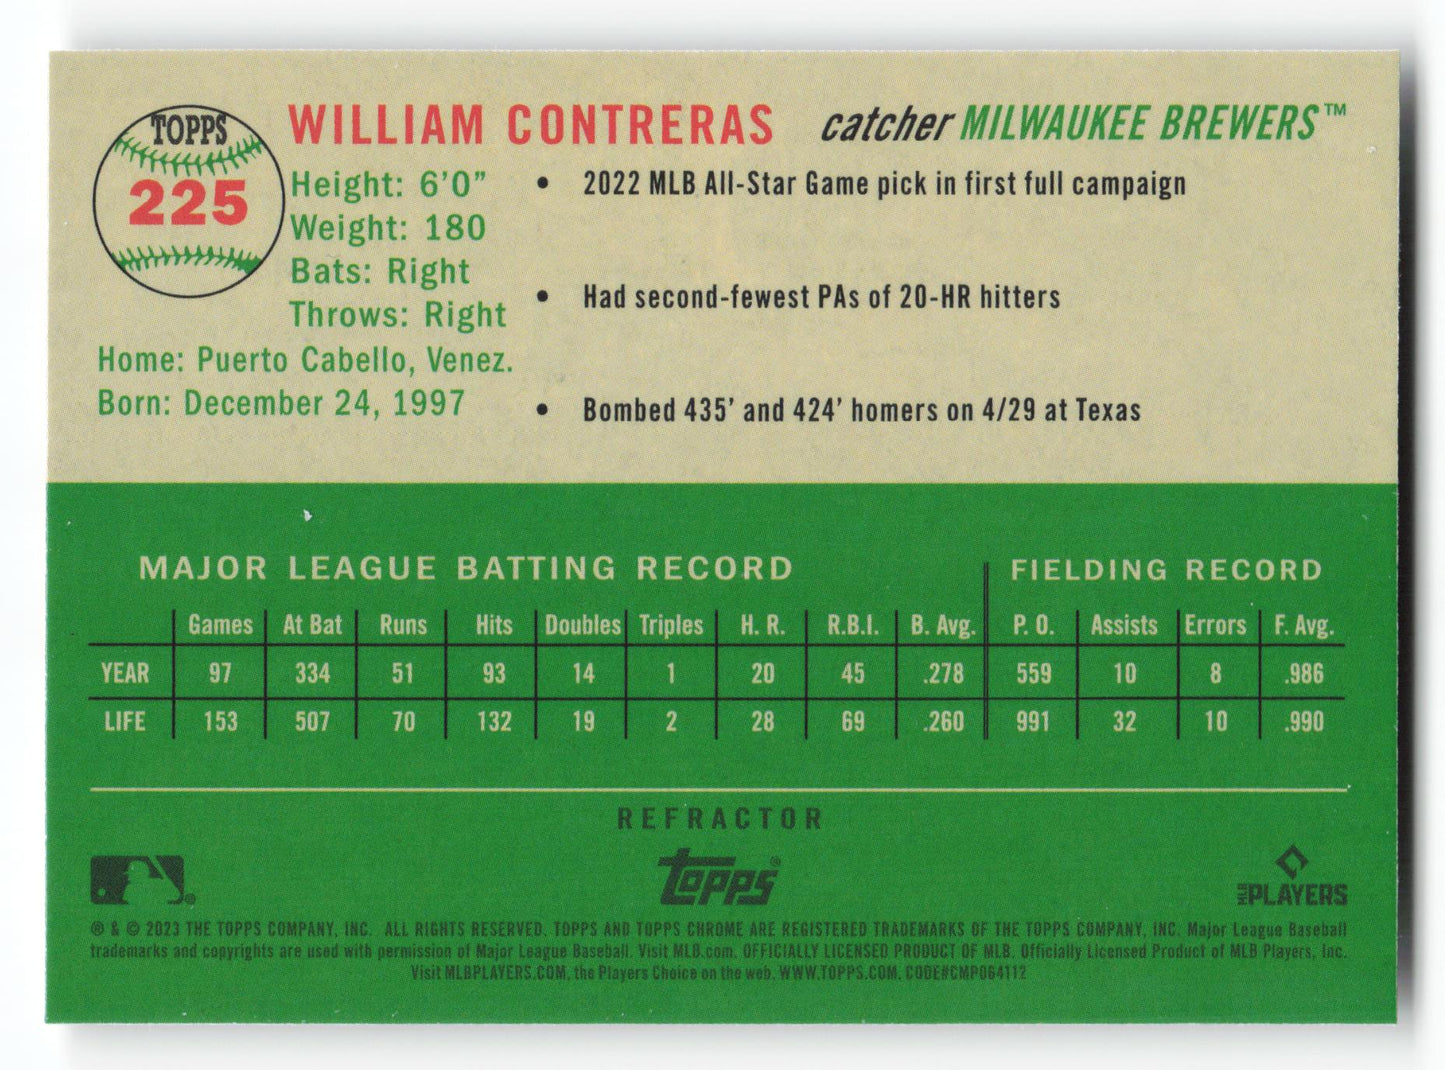 TOPPS
225
WILLIAM CONTRERAS catcher MILWAUKEE BREWERS™
Height: 6'0"
Weight: 180
Bats: Right
Throws: Right
Home: Puerto Cabello, Venez.
Born: December 24, 1997
• 2022 MLB All-Star Game pick in first full campaign
• Had second-fewest PAs of 20-HR hitters
• Bombed 435' and 424' homers on 4/29 at Texas
MAJOR LEAGUE BATTING RECORD FIELDING RECORD
Games At Bat Runs Hits Doubles Triples H. R. R.B.I. B. Avg. P. O. Assists Errors F. Avg.
YEAR 97 334 51 93 14 1 20 45 .278 559 10 8 .986
LIFE 153 507 70 132 19 2 28 69 .260 991 32 10 .990
REFRACTOR
Topps®
MLB PLAYERS
® & © 2023 THE TOPPS COMPANY, INC. ALL RIGHTS RESERVED. TOPPS AND TOPPS CHROME ARE REGISTERED TRADEMARKS OF THE TOPPS COMPANY, INC. Major League Baseball
trademarks and copyrights are used with permission of Major League Baseball. Visit MLB.com. OFFICIALLY LICENSED PRODUCT OF MLB. Officially Licensed Product of MLB Players, Inc.
Visit MLBPLAYERS.COM, the Players Choice on the web. WWW.TOPPS.COM, CODE#CMP064112